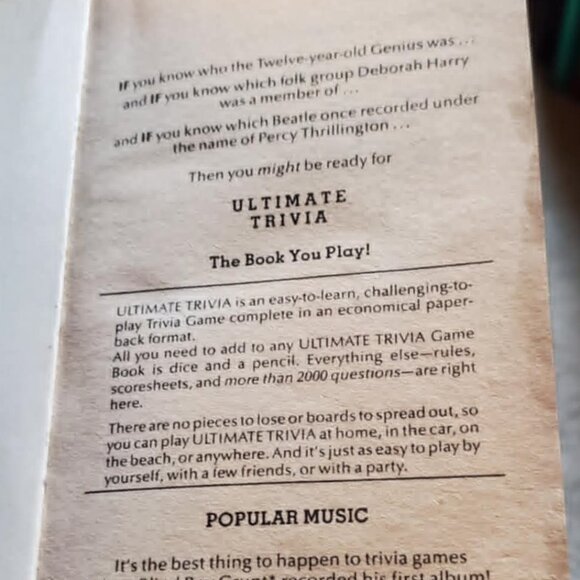 IF you know who the Twelve-year-old Genius was ...
and IF you know which folk group Deborah Harry
was a member of ...
and IF you know which Beatle once recorded under
the name of Percy Thrillington ...
Then you might be ready for
ULTIMATE
TRIVIA
The Book You Play!
ULTIMATE TRIVIA is an easy-to-learn, challenging-to-
play Trivia Game complete in an economical paper-
back format.
All you need to add to any ULTIMATE TRIVIA Game
Book is dice and a pencil. Everything else—rules,
scoresheets, and more than 2000 questions—are right
here.
There are no pieces to lose or boards to spread out, so
you can play ULTIMATE TRIVIA at home, in the car, on
the beach, or anywhere. And it's just as easy to play by
yourself, with a few friends, or with a party.
POPULAR MUSIC
It's the best thing to happen to trivia games
recorded his first album!